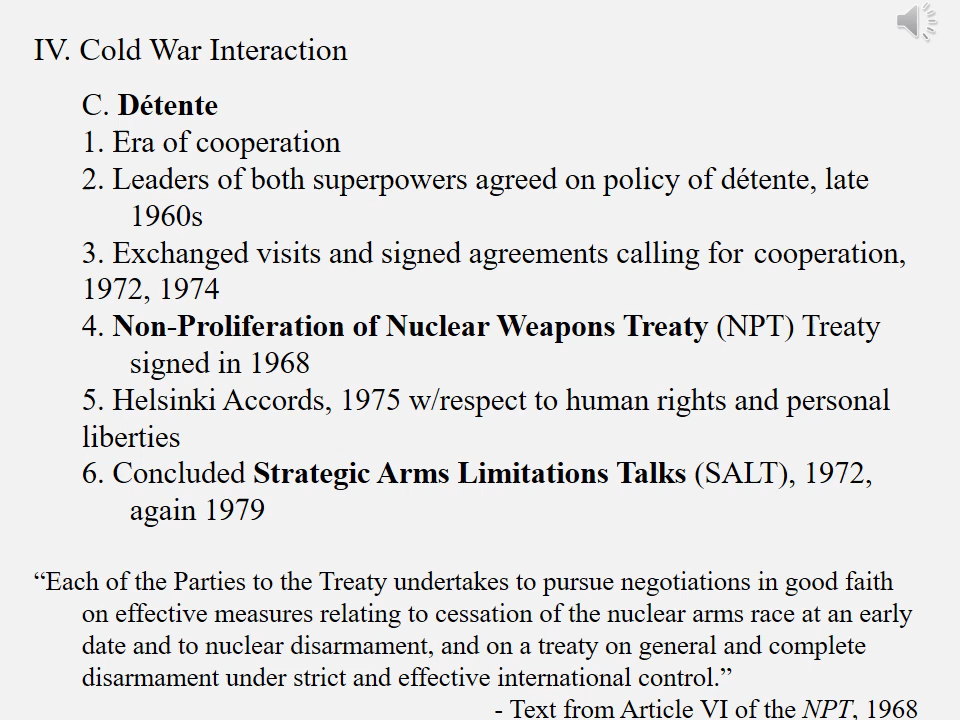 IV. Cold War Interaction
C. Détente
1. Era of cooperation
2. Leaders of both superpowers agreed on policy of détente, late
1960s
3. Exchanged visits and signed agreements calling for cooperation,
1972, 1974
4. Non-Proliferation of Nuclear Weapons Treaty (NPT) Treaty
signed in 1968
5. Helsinki Accords, 1975 w/respect to human rights and personal
liberties
6. Concluded Strategic Arms Limitations Talks (SALT), 1972,
again 1979
“Each of the Parties to the Treaty undertakes to pursue negotiations in good faith
on effective measures relating to cessation of the nuclear arms race at an early
date and to nuclear disarmament, and on a treaty on general and complete
disarmament under strict and effective international control.”
- Text from Article VI of the NPT, 1968